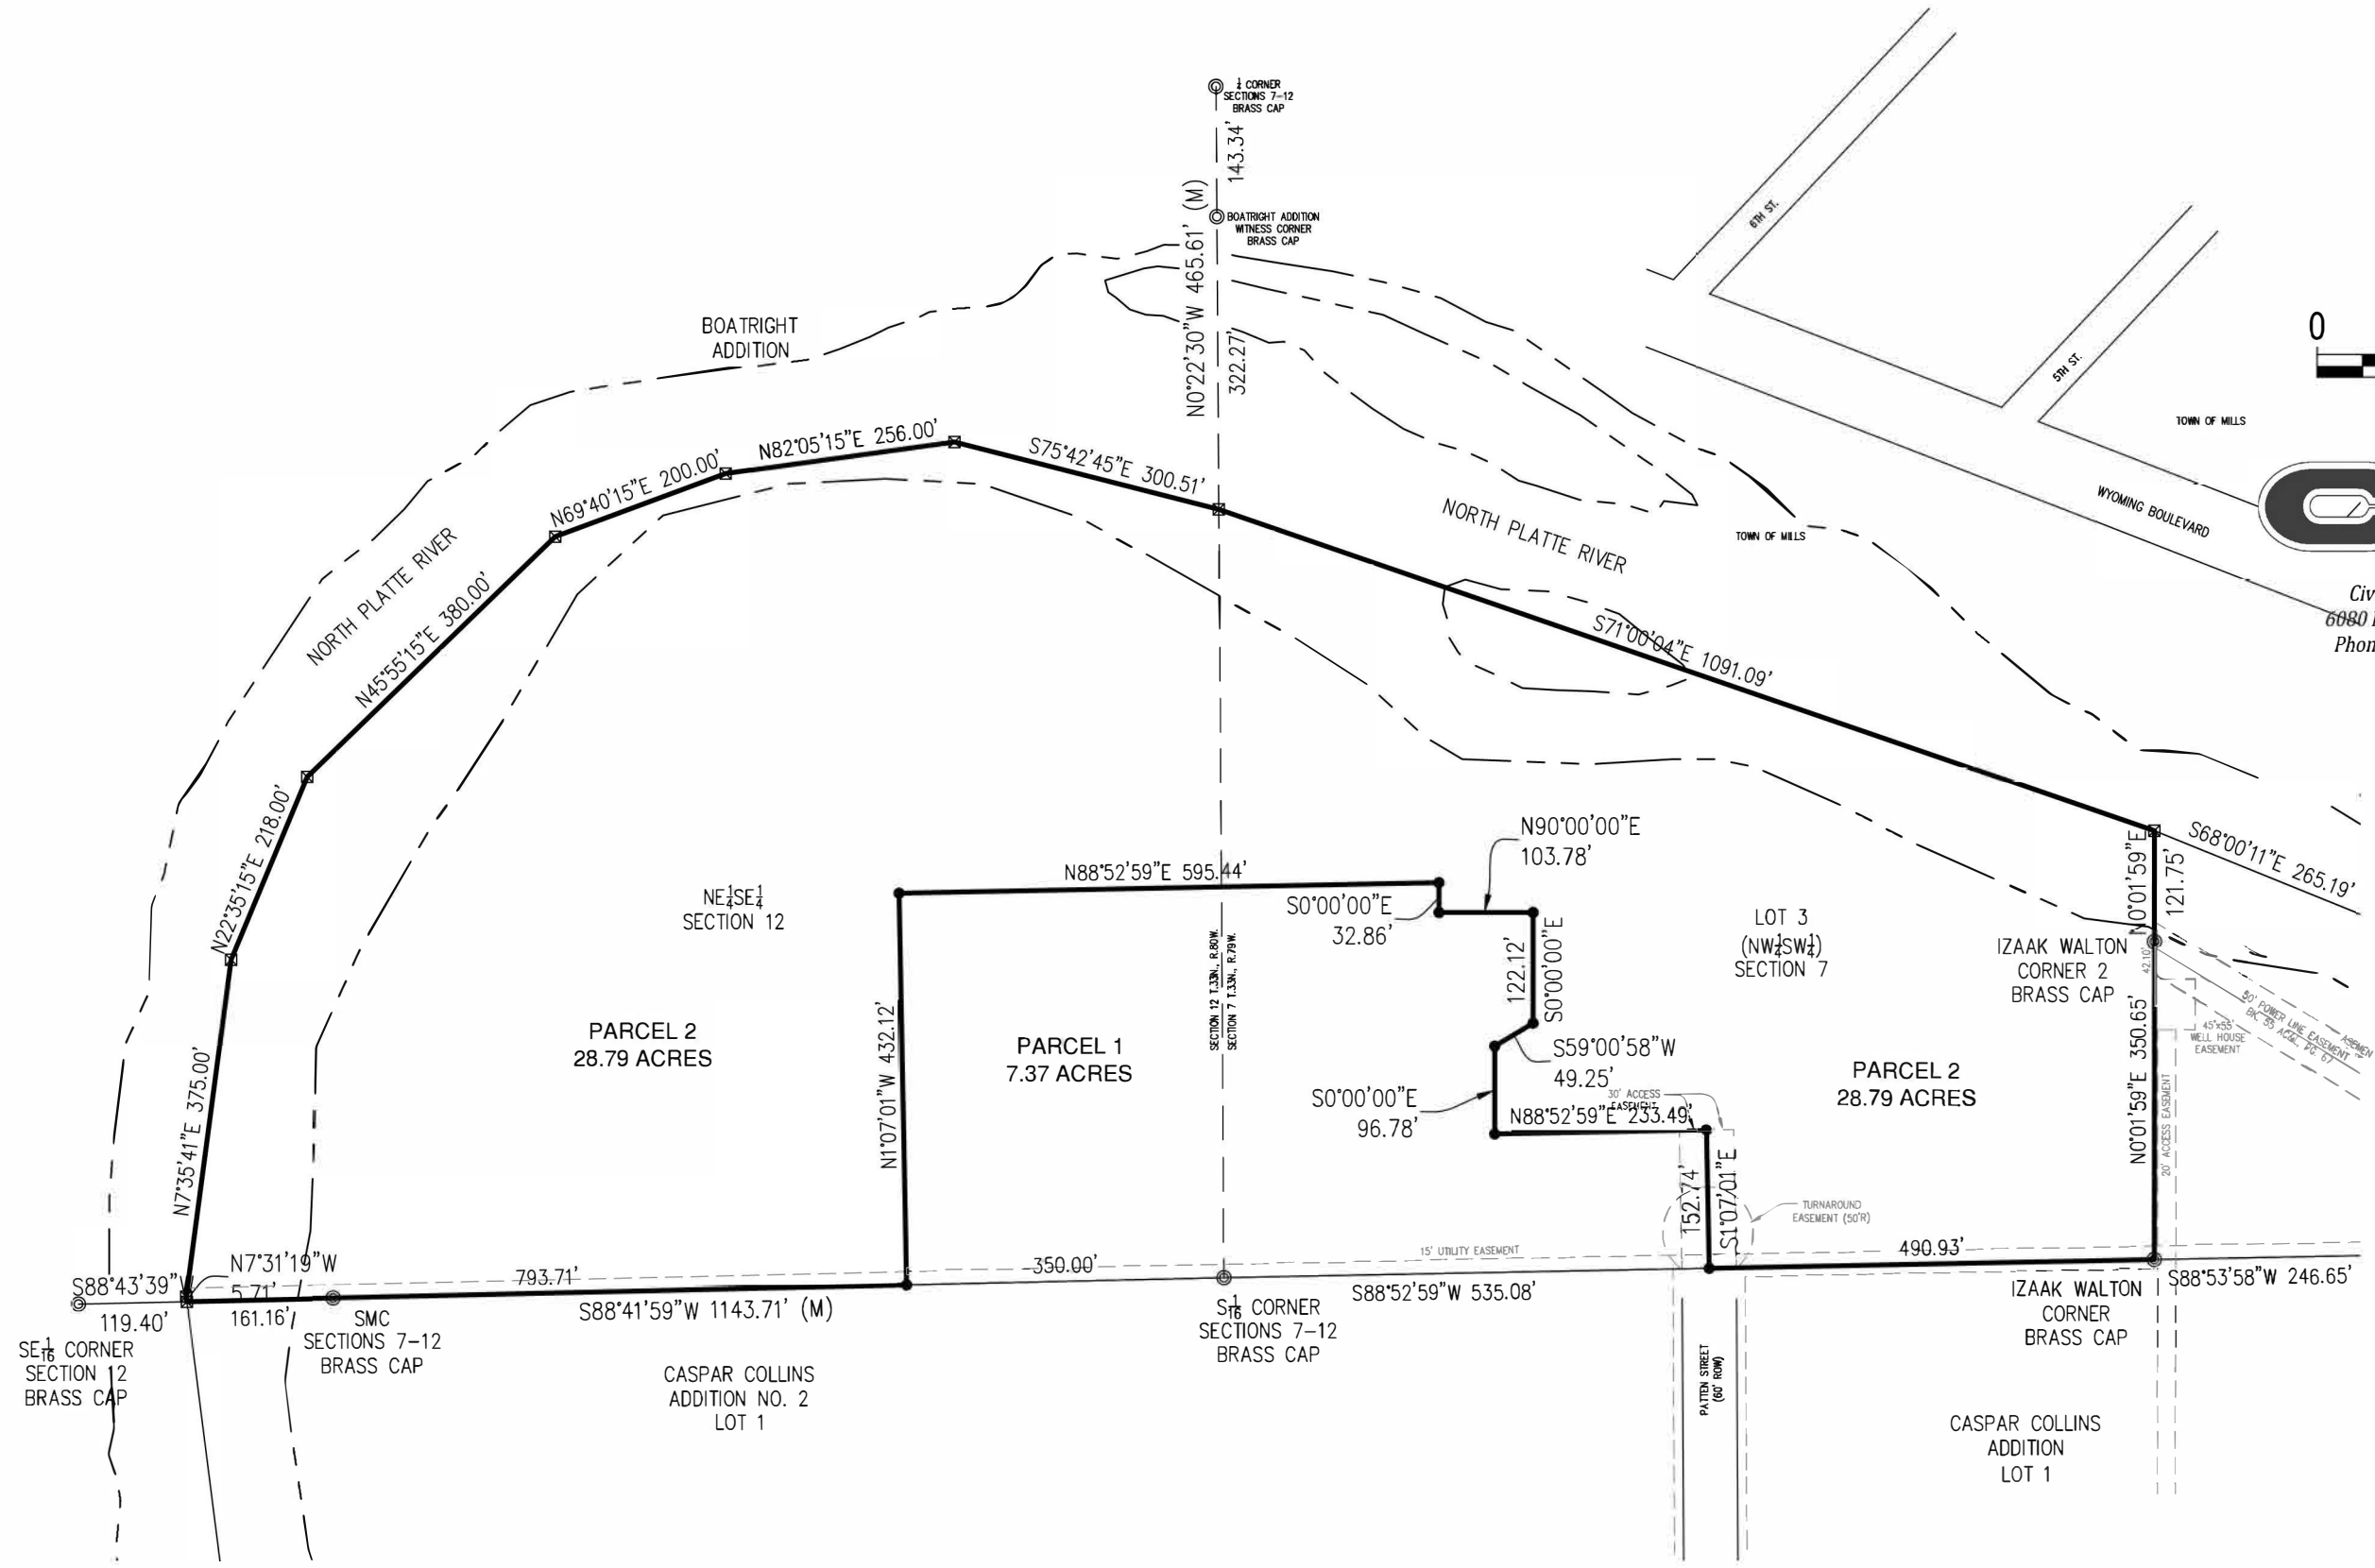 1/4 CORNER
SECTIONS 7-12
BRASS CAP
143.34'
N0°22'30"W 465.61' (M)
BOATRIGHT ADDITION
WITNESS CORNER
BRASS CAP
322.27'
6TH ST.
5TH ST.
0
TOWN OF MILLS
WYOMING BOULEVARD
BOATRIGHT
ADDITION
Civ
6080
Phon
N82°05'15"E 256.00'
S75°42'45"E 300.51'
N69°40'15"E 200.00'
NORTH PLATTE RIVER
TOWN OF MILLS
NORTH PLATTE RIVER
N45°55'15"E 380.00'
S71°00'04"E 1091.09'
N22°35'15"E 218.00'
N7°35'41"E 375.00'
N90°00'00"E
103.78'
N88°52'59"E 595.44'
S0°00'00"E
32.86'
NE1/4SE1/4
SECTION 12
LOT 3
(NW1/4SW1/4)
SECTION 7
N0°01'59"E
121.75'
S68°00'11"E 265.19'
122.12'
S0°00'00"E
SECTION 12 T.33N., R.80W.
SECTION 7 T.33N., R.79W.
IZAAK WALTON
CORNER 2
BRASS CAP
42.10'
50' POWER LINE EASEMENT
45'x55'
WELL HOUSE
EASEMENT
PARCEL 2
28.79 ACRES
N1°07'01"W 432.12'
PARCEL 1
7.37 ACRES
S59°00'58"W
49.25'
S0°00'00"E
96.78'
30' ACCESS
EASEMENT
N88°52'59"E 233.49'
PARCEL 2
28.79 ACRES
N0°01'59"E 350.65'
20' ACCESS EASEMENT
152.74'
S1°07'01"E
TURNAROUND
EASEMENT (50'R)
15' UTILITY EASEMENT
490.93'
S88°43'39"
119.40'
N7°31'19"W
5.71'
161.16'
793.71'
350.00'
S88°41'59"W 1143.71' (M)
S88°52'59"W 535.08'
S88°53'58"W 246.65'
SE1/16 CORNER
SECTION 12
BRASS CAP
SMC
SECTIONS 7-12
BRASS CAP
S1/16 CORNER
SECTIONS 7-12
BRASS CAP
IZAAK WALTON
CORNER
BRASS CAP
CASPAR COLLINS
ADDITION NO. 2
LOT 1
PATTEN STREET
(60' ROW)
CASPAR COLLINS
ADDITION
LOT 1